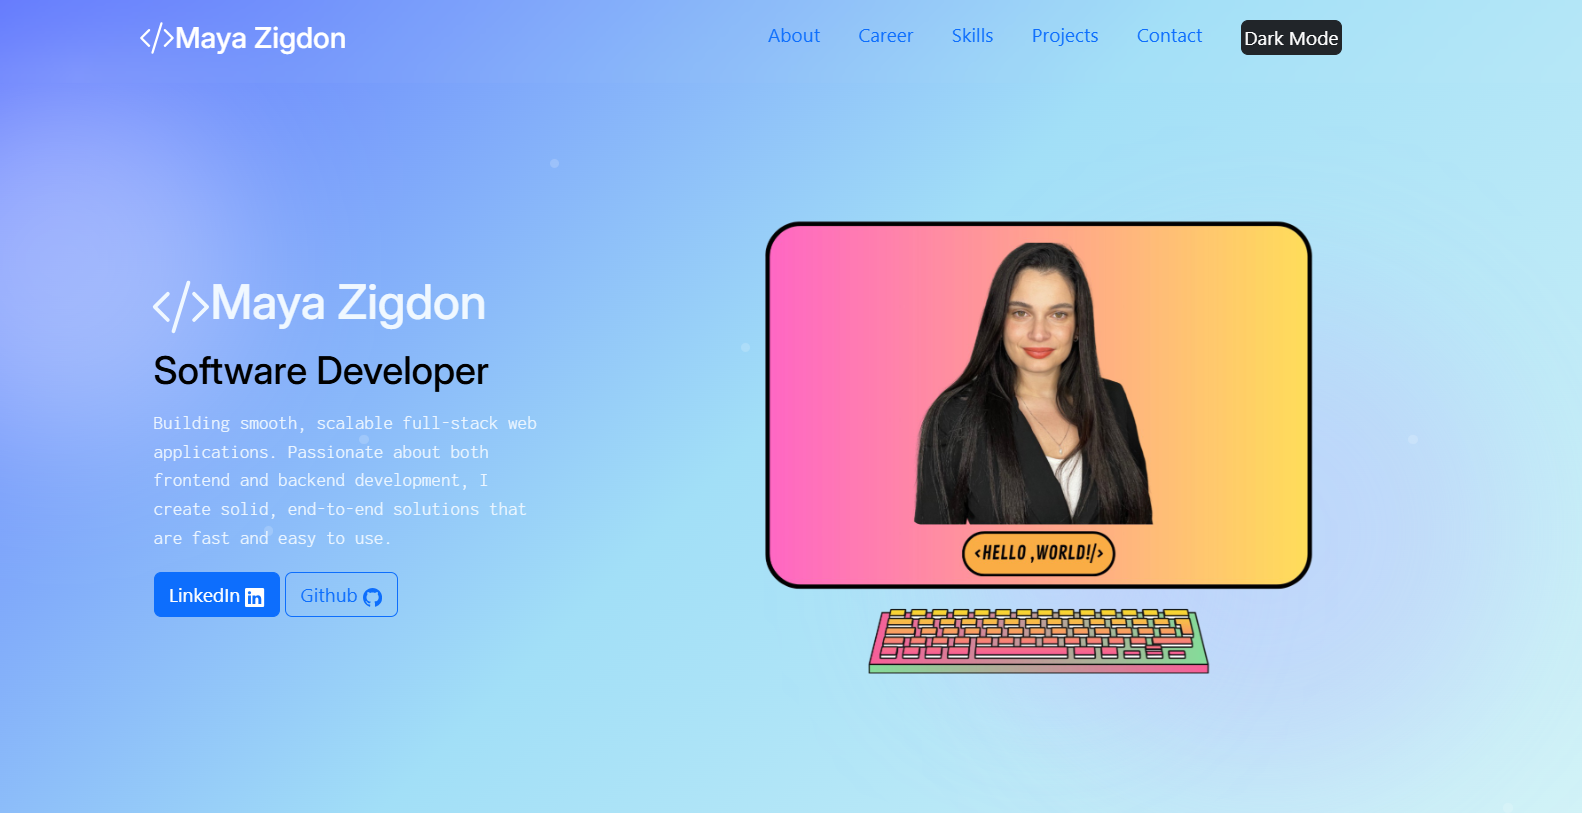 </>Maya Zigdon
About Career Skills Projects Contact Dark Mode
</>Maya Zigdon
Software Developer
Building smooth, scalable full-stack web
applications. Passionate about both
frontend and backend development, I
create solid, end-to-end solutions that
are fast and easy to use.
LinkedIn in Github
<HELLO ,WORLD!/>